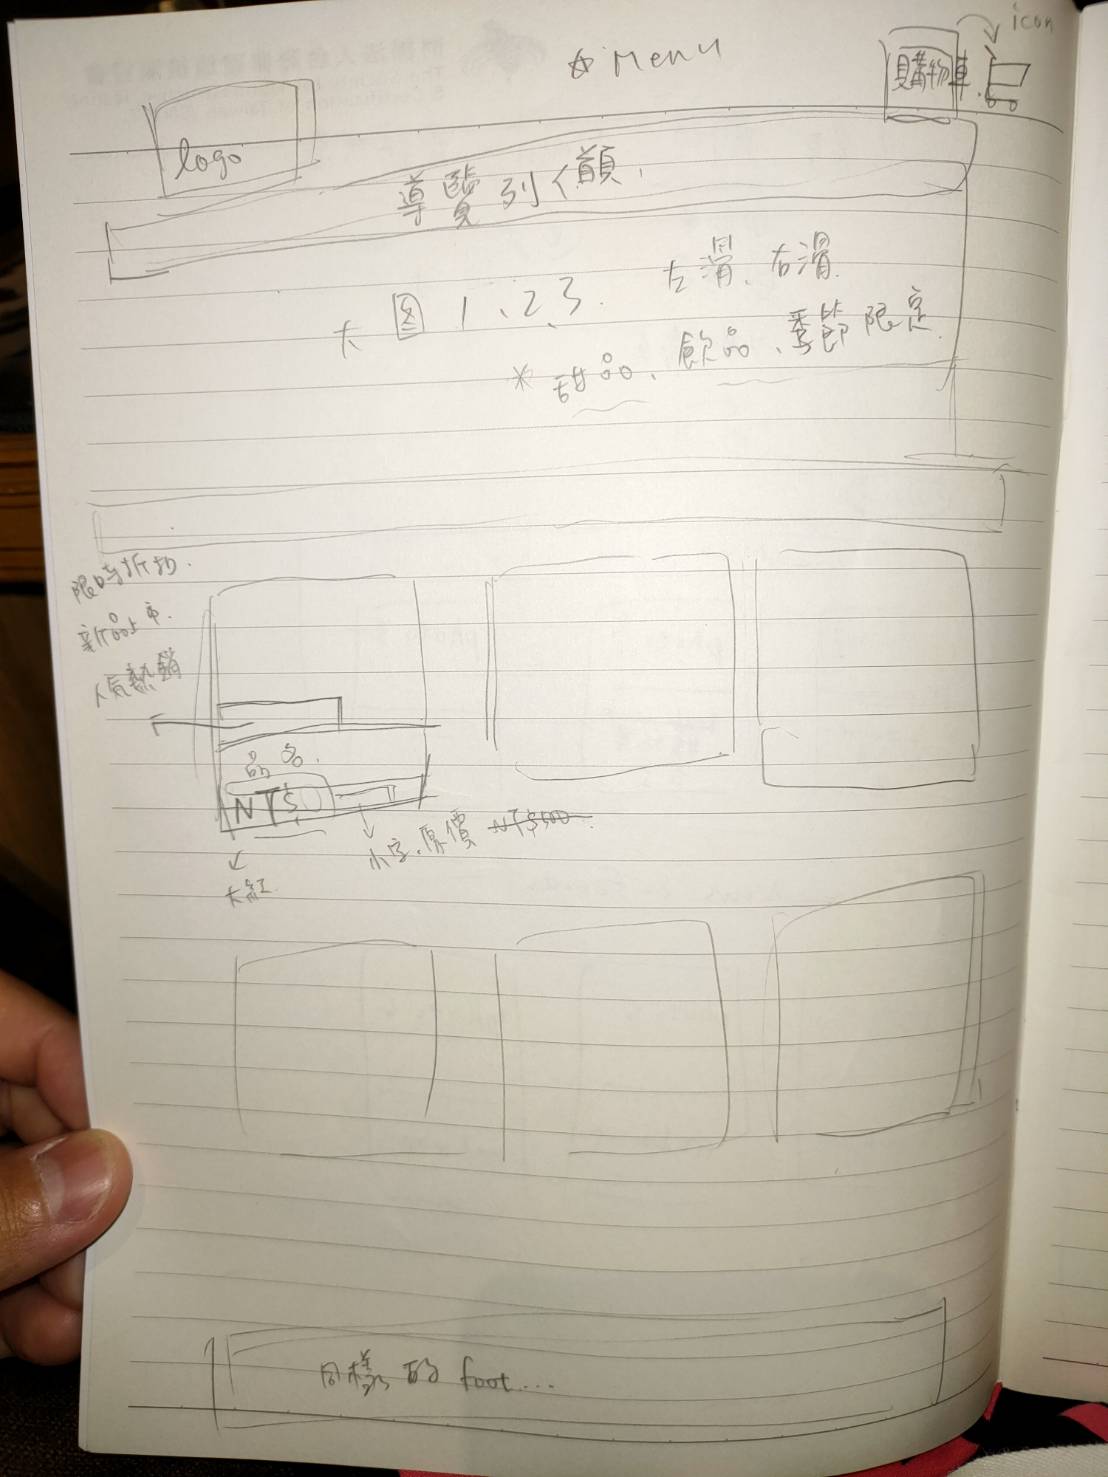 ☆ Menu
icon
購物車
logo
導覽列
大圖 1、2、3. 左滑、右滑.
* 甜品、飲品、季節限定.
限時折扣.
新品上市.
人氣熱銷
品名.
NT$
大紅
小字.原價 NT$500
同樣的 foot...